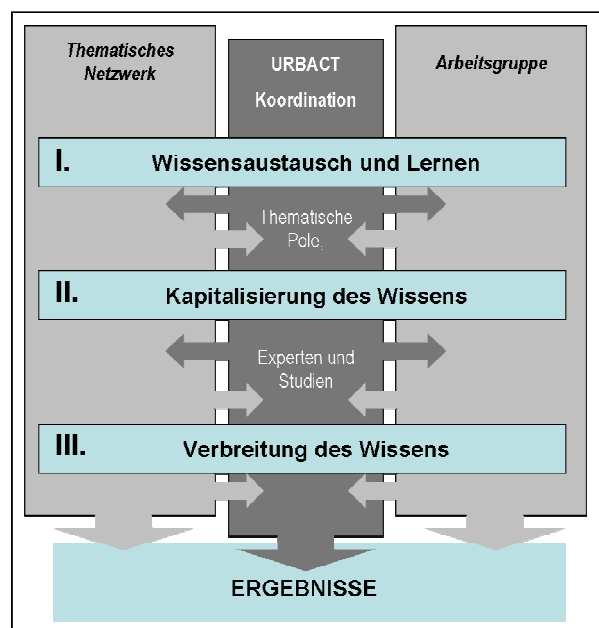 Thematisches
Netzwerk
URBACT
Koordination
Arbeitsgruppe
I. Wissensaustausch und Lernen
Thematische
Pole,
II. Kapitalisierung des Wissens
Experten und
Studien
III. Verbreitung des Wissens
ERGEBNISSE